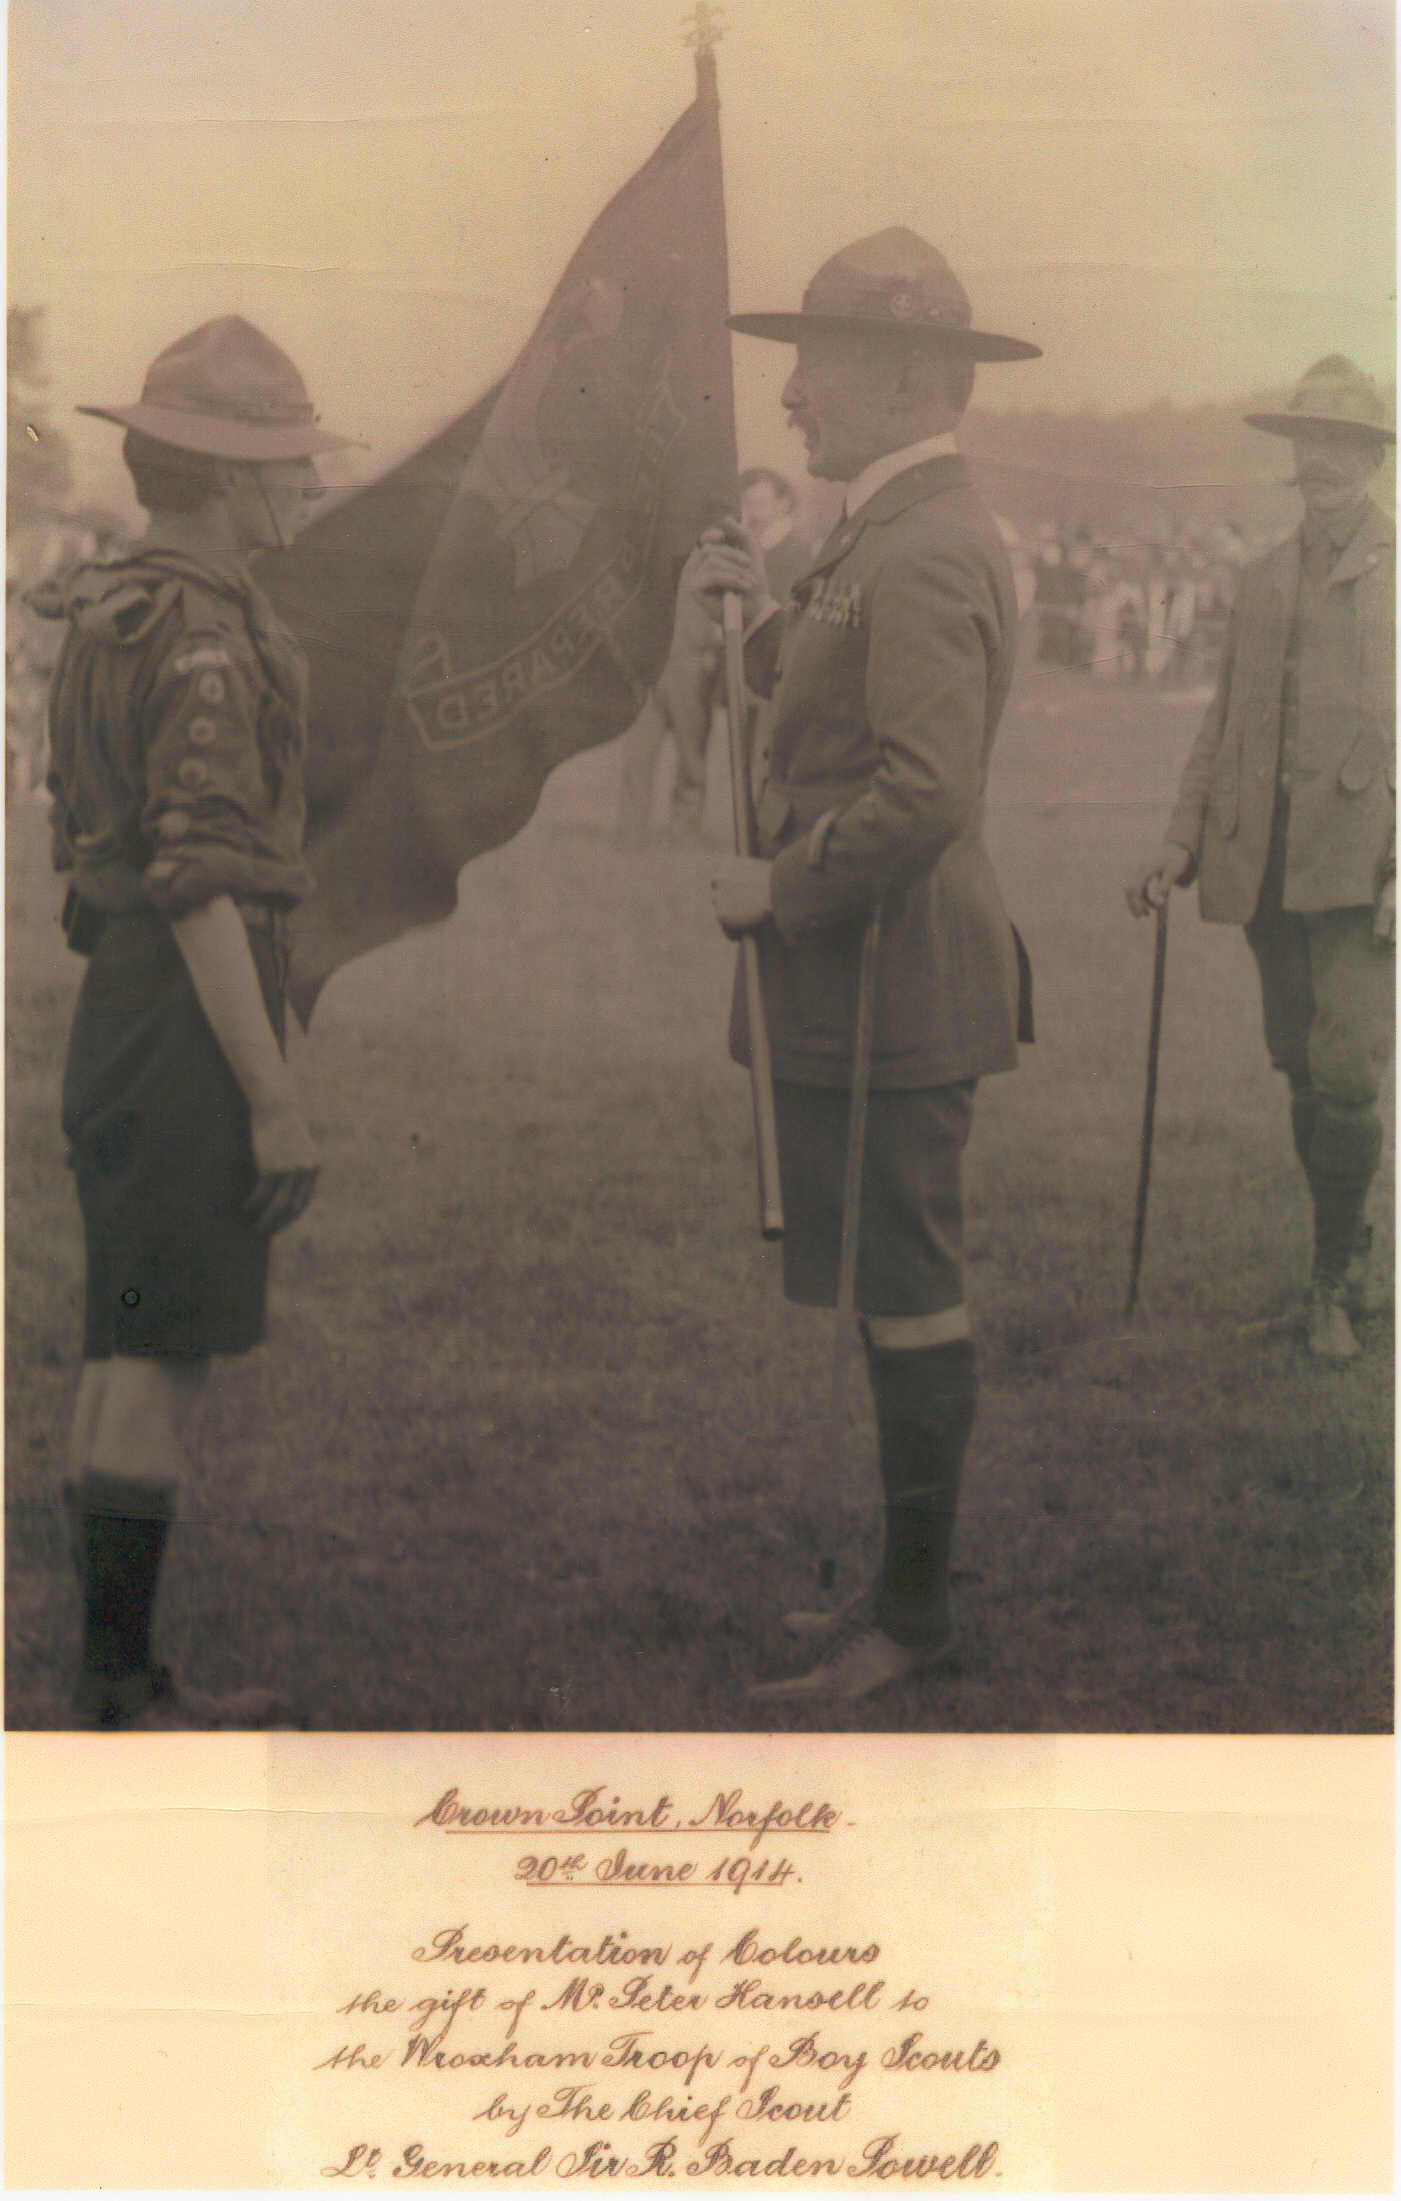 PREPARED
Crown Point, Norfolk.
20th June 1914.
Presentation of Colours
the gift of Mr. Peter Hansell to
the Wroxham Troop of Boy Scouts
by The Chief Scout
Lt. General Sir R. Baden Powell.